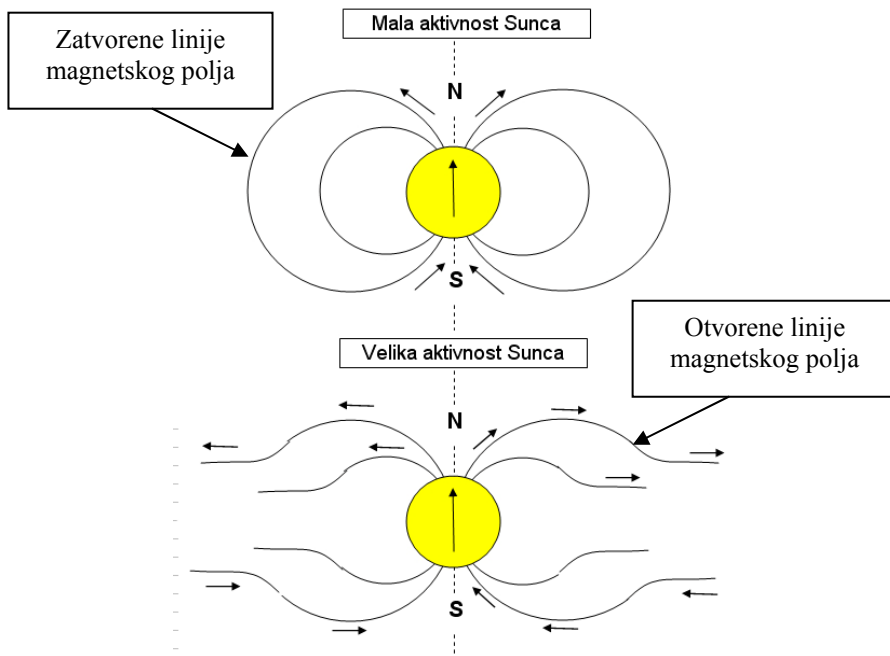 Mala aktivnost Sunca
Zatvorene linije
magnetskog polja
N
S
Velika aktivnost Sunca
Otvorene linije
magnetskog polja
N
S